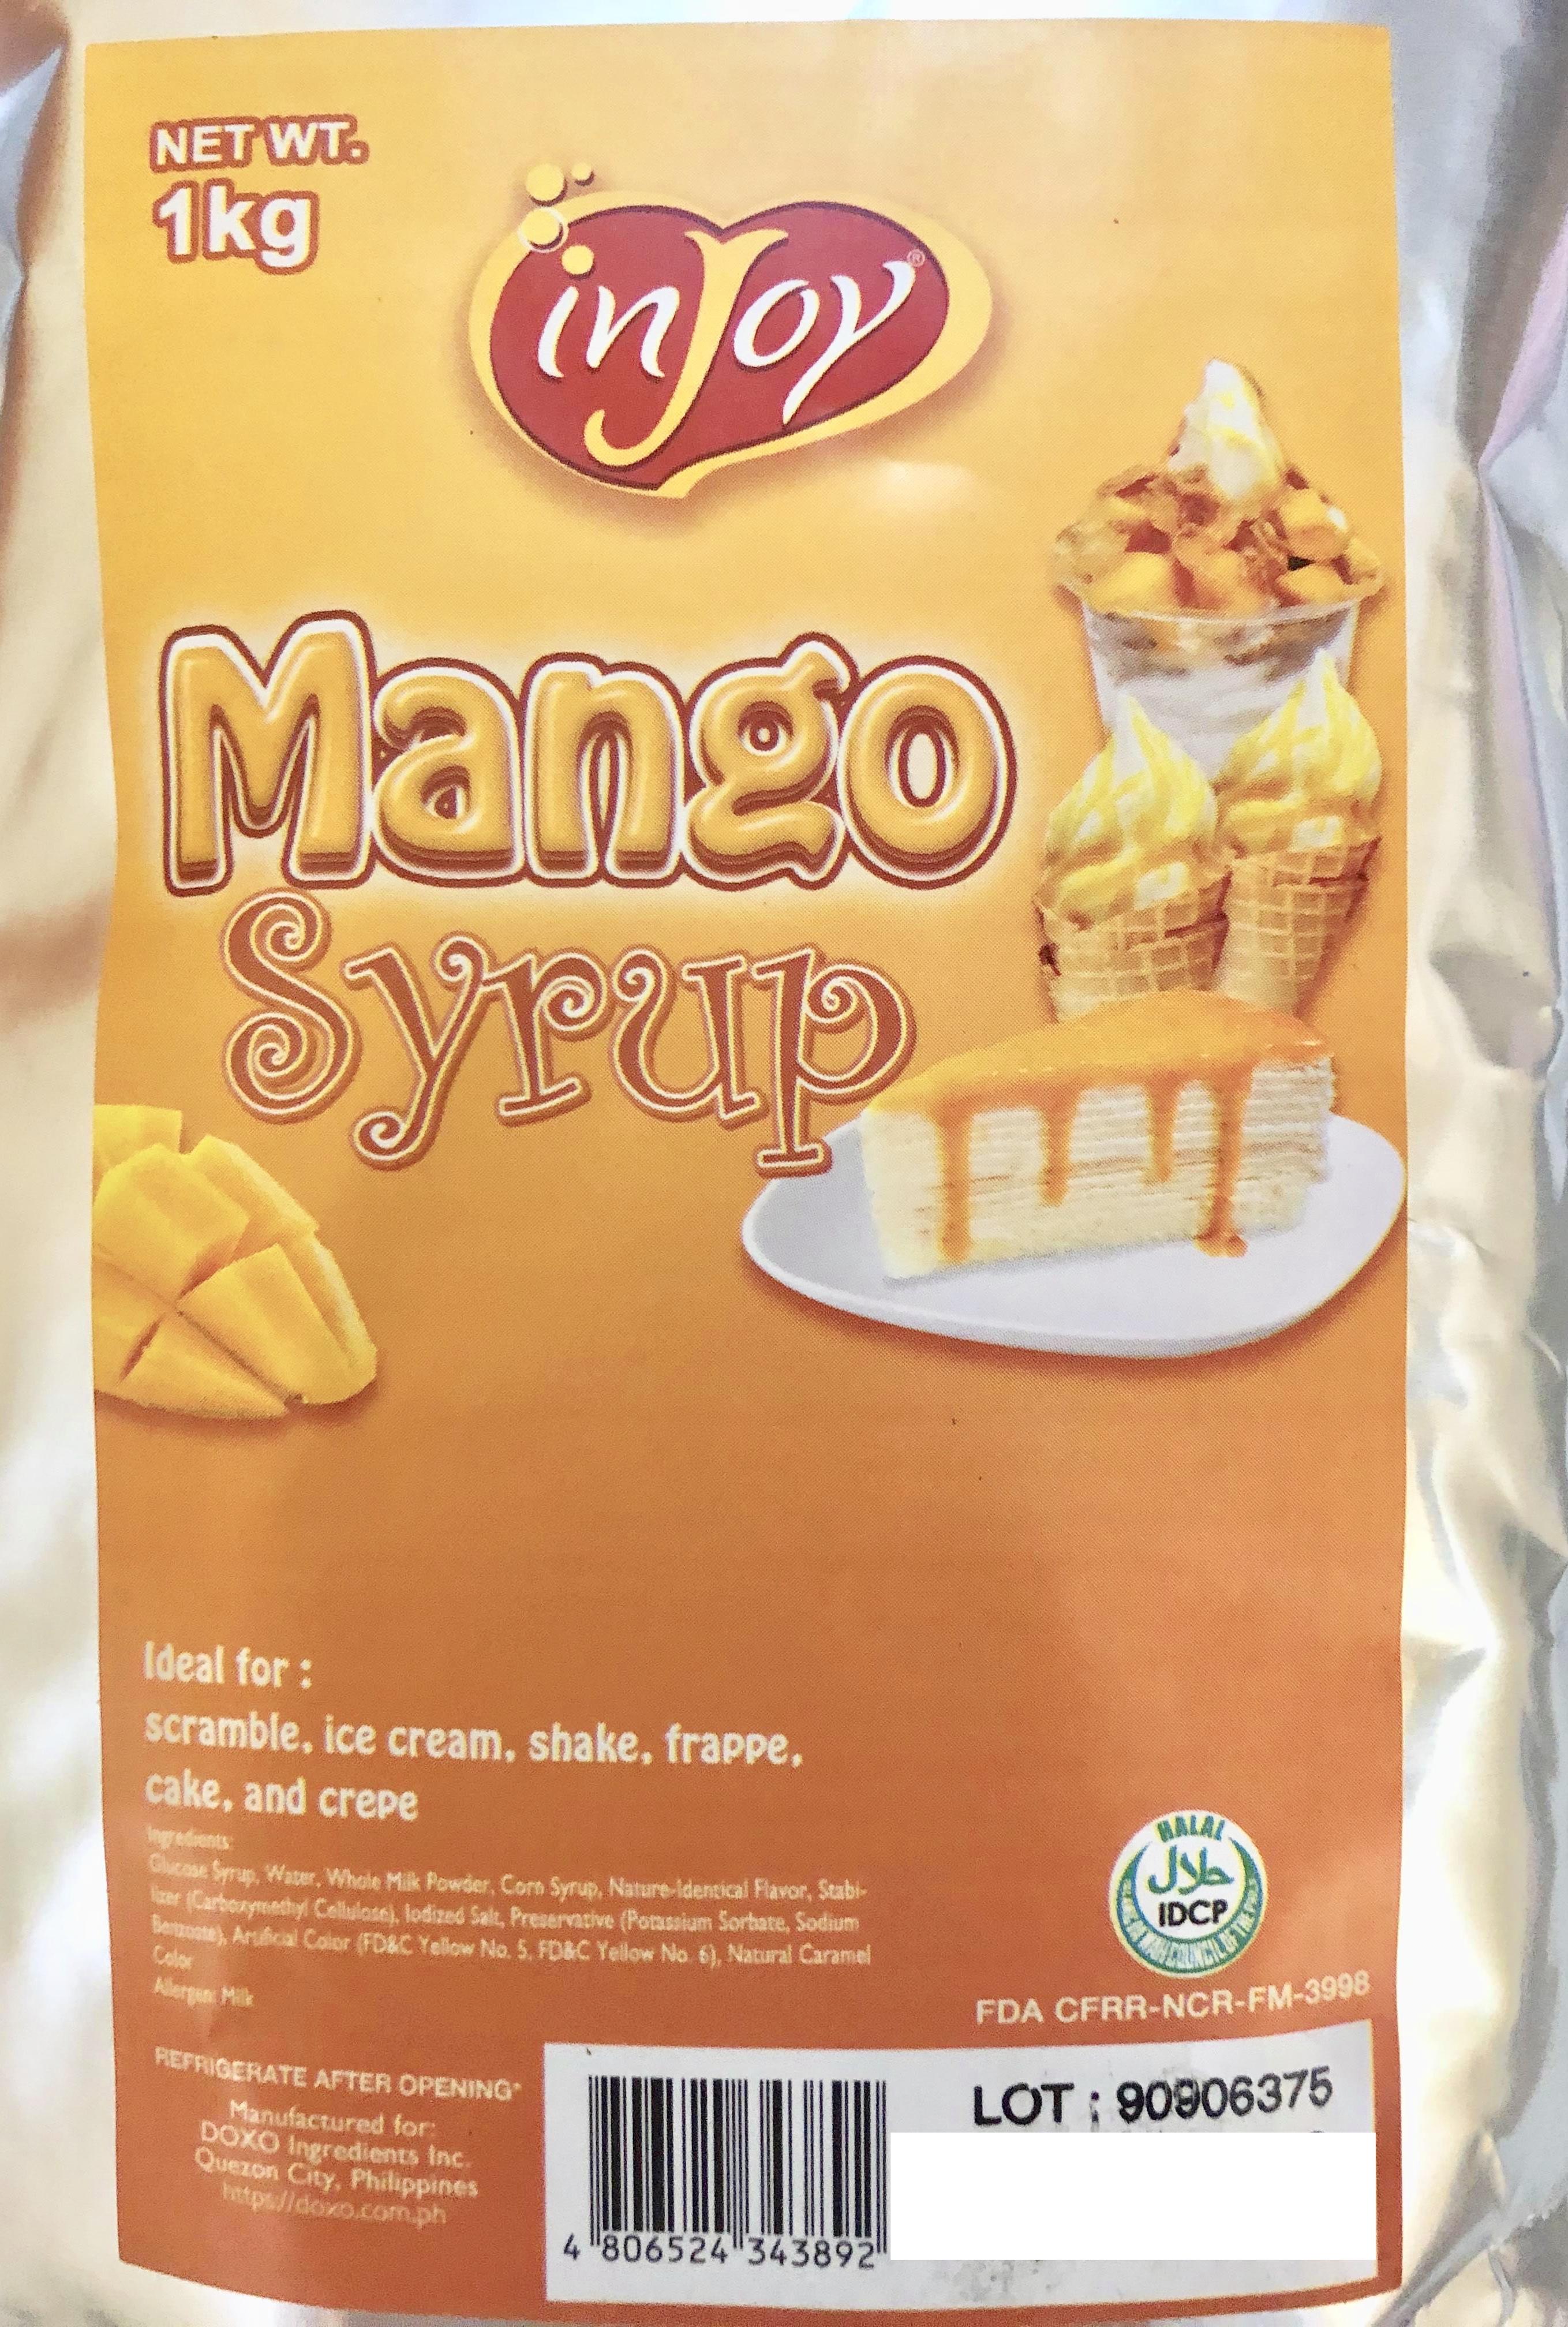 NET WT.
1kg
inJoy®
Mango
Syrup
Ideal for :
scramble, ice cream, shake, frappe,
cake, and crepe
Ingredients:
Glucose Syrup, Water, Whole Milk Powder, Corn Syrup, Nature-Identical Flavor, Stabi-
lizer (Carboxymethyl Cellulose), Iodized Salt, Preservative (Potassium Sorbate, Sodium
Benzoate), Artificial Color (FD&C Yellow No. 5, FD&C Yellow No. 6), Natural Caramel
Color
Allergen: Milk
HALAL
حلال
IDCP
FDA CFRR-NCR-FM-3998
REFRIGERATE AFTER OPENING*
Manufactured for:
DOXO Ingredients Inc.
Quezon City, Philippines
https://doxo.com.ph
LOT : 90906375
4 806524 343892